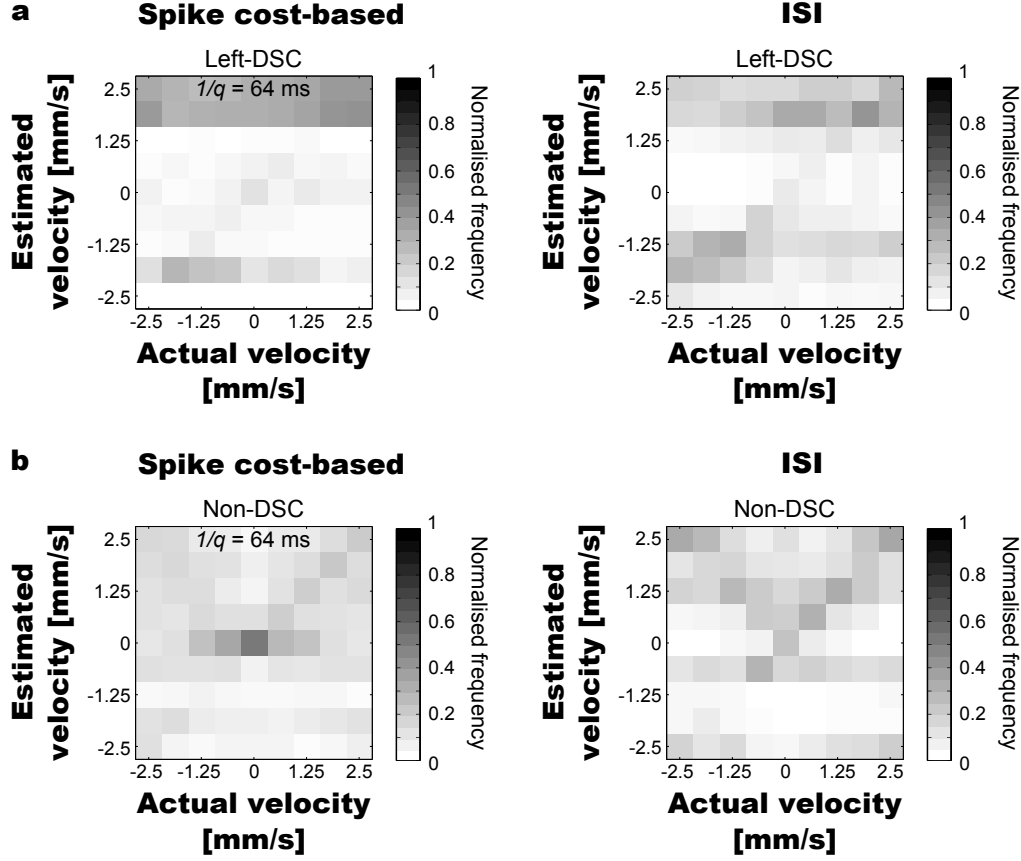 a
Spike cost-based
ISI
Left-DSC
1/q = 64 ms
Estimated
velocity [mm/s]
2.5
1.25
0
-1.25
-2.5
-2.5 -1.25 0 1.25 2.5
Actual velocity
[mm/s]
1
0.8
0.6
0.4
0.2
0
Normalised frequency
Left-DSC
Estimated
velocity [mm/s]
2.5
1.25
0
-1.25
-2.5
-2.5 -1.25 0 1.25 2.5
Actual velocity
[mm/s]
1
0.8
0.6
0.4
0.2
0
Normalised frequency
b
Spike cost-based
ISI
Non-DSC
1/q = 64 ms
Estimated
velocity [mm/s]
2.5
1.25
0
-1.25
-2.5
-2.5 -1.25 0 1.25 2.5
Actual velocity
[mm/s]
1
0.8
0.6
0.4
0.2
0
Normalised frequency
Non-DSC
Estimated
velocity [mm/s]
2.5
1.25
0
-1.25
-2.5
-2.5 -1.25 0 1.25 2.5
Actual velocity
[mm/s]
1
0.8
0.6
0.4
0.2
0
Normalised frequency